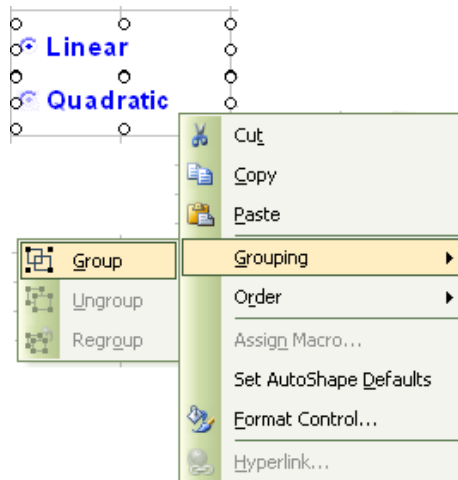 Linear
Quadratic
Cut
Copy
Paste
Grouping
Group
Ungroup
Regroup
Order
Assign Macro...
Set AutoShape Defaults
Format Control...
Hyperlink...